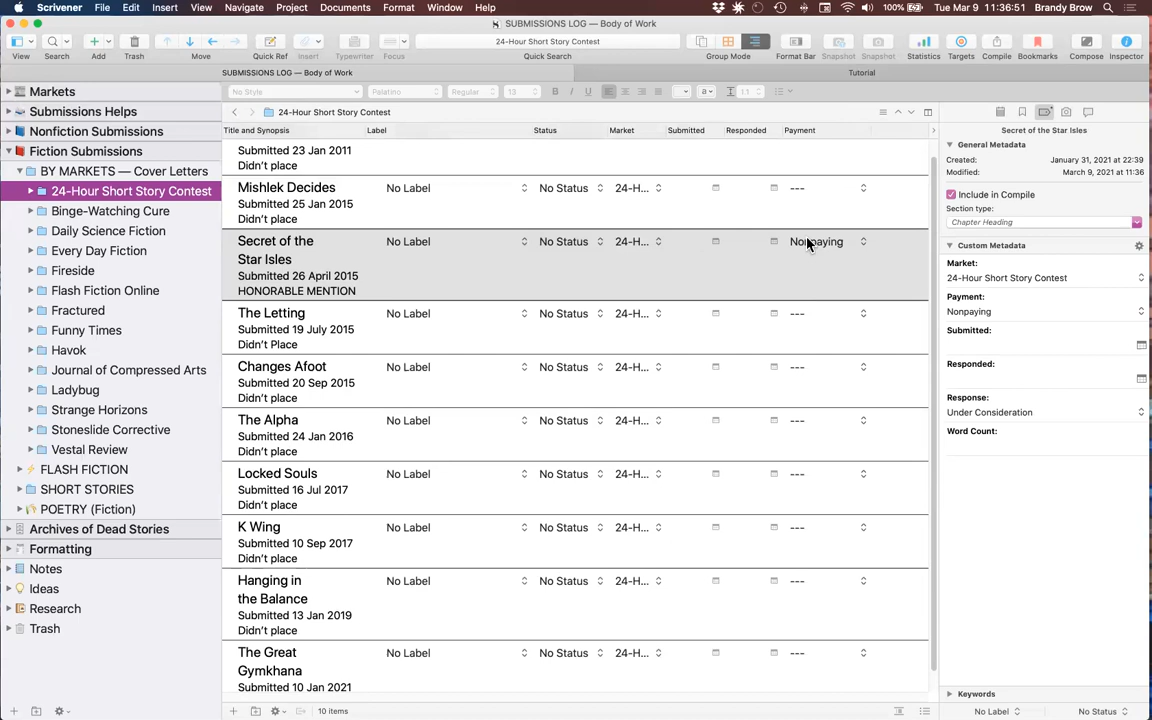 Scrivener File Edit Insert View Navigate Project Documents Format Window Help 100% Tue Mar 9 11:36:51 Brandy Brow
SUBMISSIONS LOG — Body of Work
24-Hour Short Story Contest
View Search Add Trash Move Quick Ref Insert Typewriter Focus Quick Search Group Mode Format Bar Snapshot Snapshot Statistics Targets Compile Bookmarks Compose Inspector
SUBMISSIONS LOG — Body of Work Tutorial
No Style Palatino Regular 13 B I U a 1.1
Markets
Submissions Helps
Nonfiction Submissions
Fiction Submissions
BY MARKETS — Cover Letters
24-Hour Short Story Contest
Binge-Watching Cure
Daily Science Fiction
Every Day Fiction
Fireside
Flash Fiction Online
Fractured
Funny Times
Havok
Journal of Compressed Arts
Ladybug
Strange Horizons
Stoneslide Corrective
Vestal Review
FLASH FICTION
SHORT STORIES
POETRY (Fiction)
Archives of Dead Stories
Formatting
Notes
Ideas
Research
Trash
24-Hour Short Story Contest
Title and Synopsis Label Status Market Submitted Responded Payment
Submitted 23 Jan 2011
Didn't place
Mishlek Decides No Label No Status 24-H... ---
Submitted 25 Jan 2015
Didn't place
Secret of the No Label No Status 24-H... Nonpaying
Star Isles
Submitted 26 April 2015
HONORABLE MENTION
The Letting No Label No Status 24-H... ---
Submitted 19 July 2015
Didn't Place
Changes Afoot No Label No Status 24-H... ---
Submitted 20 Sep 2015
Didn't place
The Alpha No Label No Status 24-H... ---
Submitted 24 Jan 2016
Didn't place
Locked Souls No Label No Status 24-H... ---
Submitted 16 Jul 2017
Didn't place
K Wing No Label No Status 24-H... ---
Submitted 10 Sep 2017
Didn't place
Hanging in No Label No Status 24-H... ---
the Balance
Submitted 13 Jan 2019
Didn't place
The Great No Label No Status 24-H... ---
Gymkhana
Submitted 10 Jan 2021
10 items
Secret of the Star Isles
General Metadata
Created: January 31, 2021 at 22:39
Modified: March 9, 2021 at 11:36
Include in Compile
Section type:
Chapter Heading
Custom Metadata
Market:
24-Hour Short Story Contest
Payment:
Nonpaying
Submitted:
Responded:
Response:
Under Consideration
Word Count:
Keywords
No Label No Status